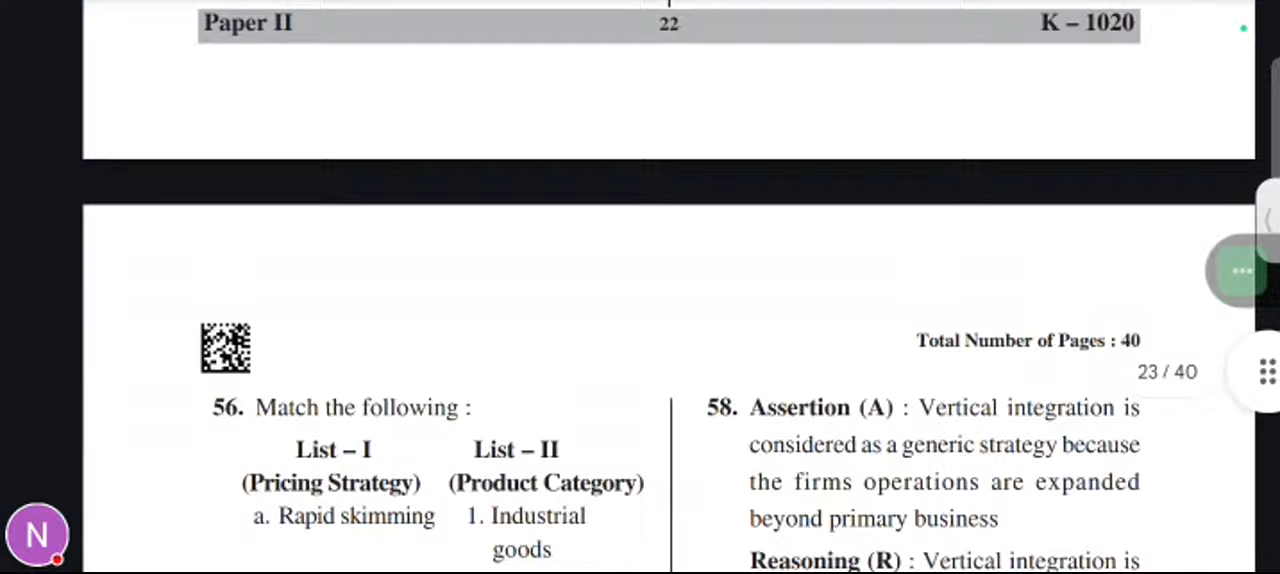 Paper II 22 K – 1020
Total Number of Pages : 40
23 / 40
56. Match the following :
List – I List – II
(Pricing Strategy) (Product Category)
a. Rapid skimming 1. Industrial
goods
58. Assertion (A) : Vertical integration is
considered as a generic strategy because
the firms operations are expanded
beyond primary business
Reasoning (R) : Vertical integration is
N